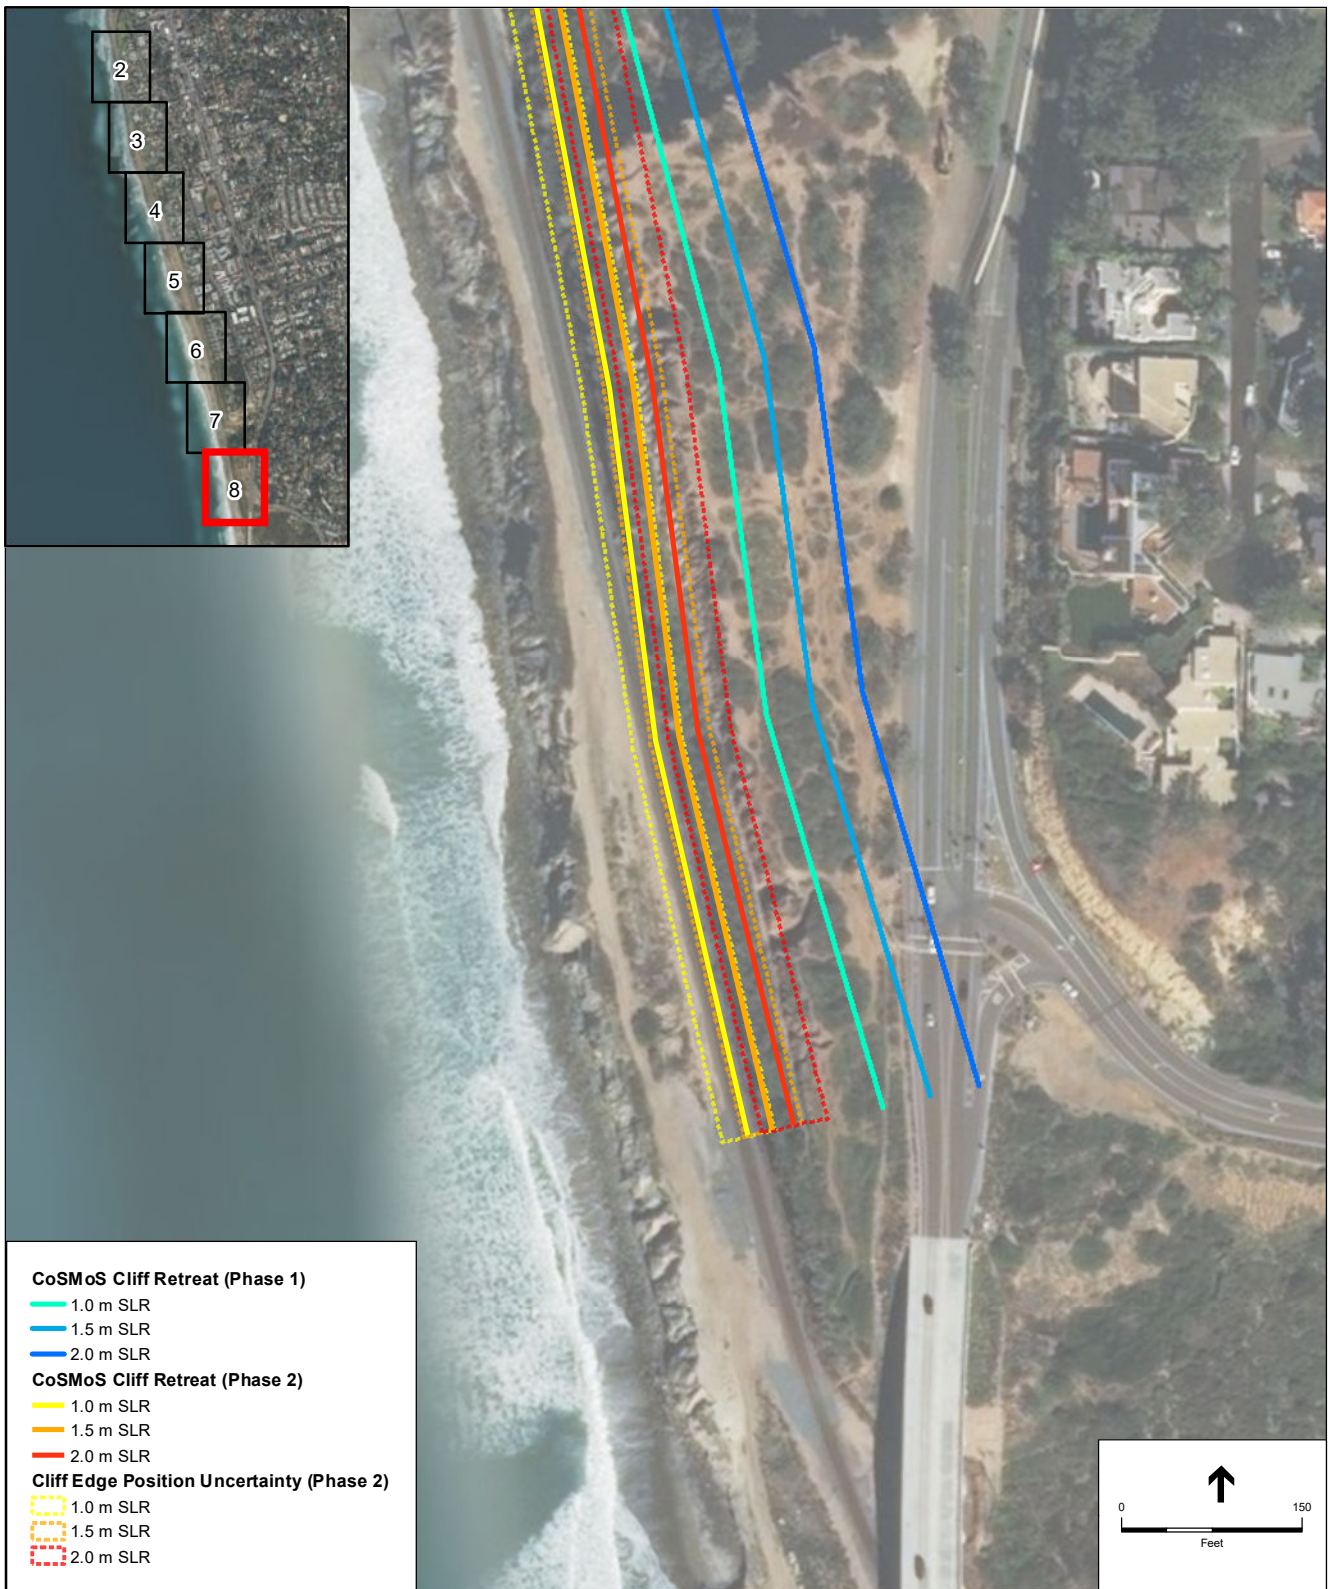 2
3
4
5
6
7
8
CoSMoS Cliff Retreat (Phase 1)
1.0 m SLR
1.5 m SLR
2.0 m SLR
CoSMoS Cliff Retreat (Phase 2)
1.0 m SLR
1.5 m SLR
2.0 m SLR
Cliff Edge Position Uncertainty (Phase 2)
1.0 m SLR
1.5 m SLR
2.0 m SLR
0 150
Feet